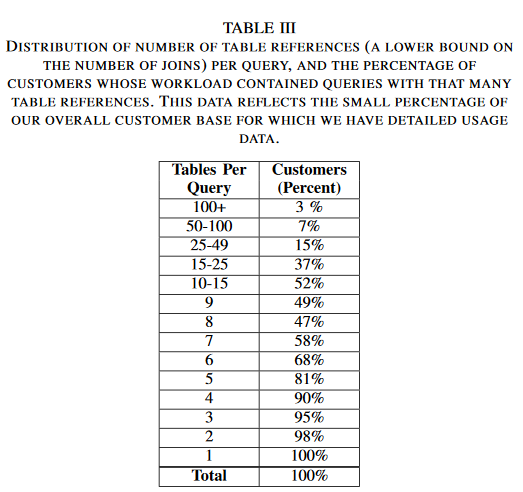 TABLE III
DISTRIBUTION OF NUMBER OF TABLE REFERENCES (A LOWER BOUND ON
THE NUMBER OF JOINS) PER QUERY, AND THE PERCENTAGE OF
CUSTOMERS WHOSE WORKLOAD CONTAINED QUERIES WITH THAT MANY
TABLE REFERENCES. THIS DATA REFLECTS THE SMALL PERCENTAGE OF
OUR OVERALL CUSTOMER BASE FOR WHICH WE HAVE DETAILED USAGE
DATA.
Tables Per Customers
Query (Percent)
100+ 3 %
50-100 7%
25-49 15%
15-25 37%
10-15 52%
9 49%
8 47%
7 58%
6 68%
5 81%
4 90%
3 95%
2 98%
1 100%
Total 100%